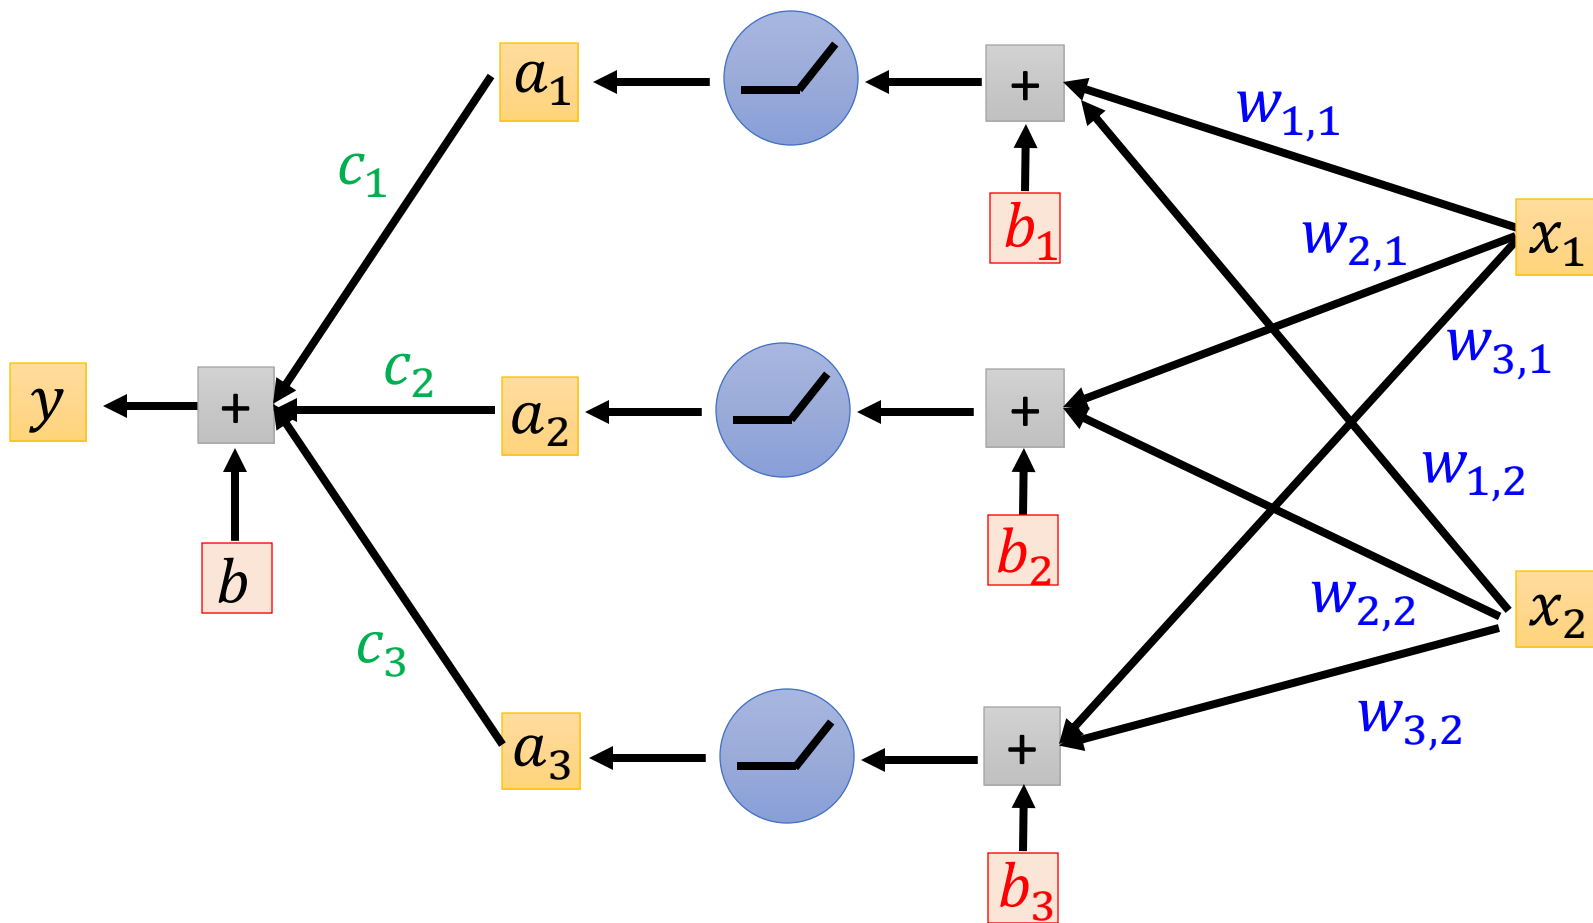 a₁
+
w₁,₁
c₁
b₁
w₂,₁
x₁
y
+
c₂
a₂
+
w₃,₁
w₁,₂
b
b₂
w₂,₂
x₂
c₃
a₃
+
w₃,₂
b₃